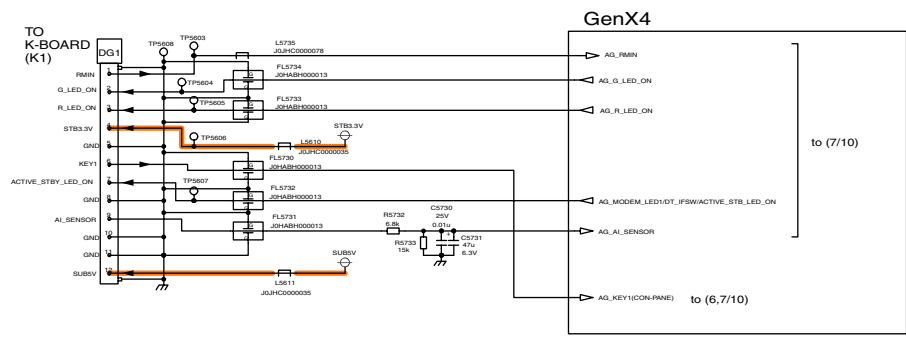 GenX4
TO
K-BOARD
(K1)
DG1
TP5608
TP5603
L5735
J0JHC0000078
AG_RMIN
RMIN
1
FL5734
J0HABH000013
AG_G_LED_ON
TP5604
G_LED_ON
2
FL5733
J0HABH000013
AG_R_LED_ON
TP5605
R_LED_ON
3
STB3.3V
STB3.3V
4
TP5606
L5610
J0JHC0000035
to (7/10)
GND
5
FL5730
J0HABH000013
KEY1
6
TP5607
FL5732
J0HABH000013
ACTIVE_STBY_LED_ON
7
AG_MODEM_LED1/DT_IFSW/ACTIVE_STB_LED_ON
GND
8
FL5731
J0HABH000013
AI_SENSOR
9
R5732
6.8k
C5730
25V
0.01u
AG_AI_SENSOR
R5733
15k
+
C5731
47u
6.3V
GND
10
GND
11
SUB5V
SUB5V
12
L5611
J0JHC0000035
AG_KEY1(CON-PANE)
to (6,7/10)